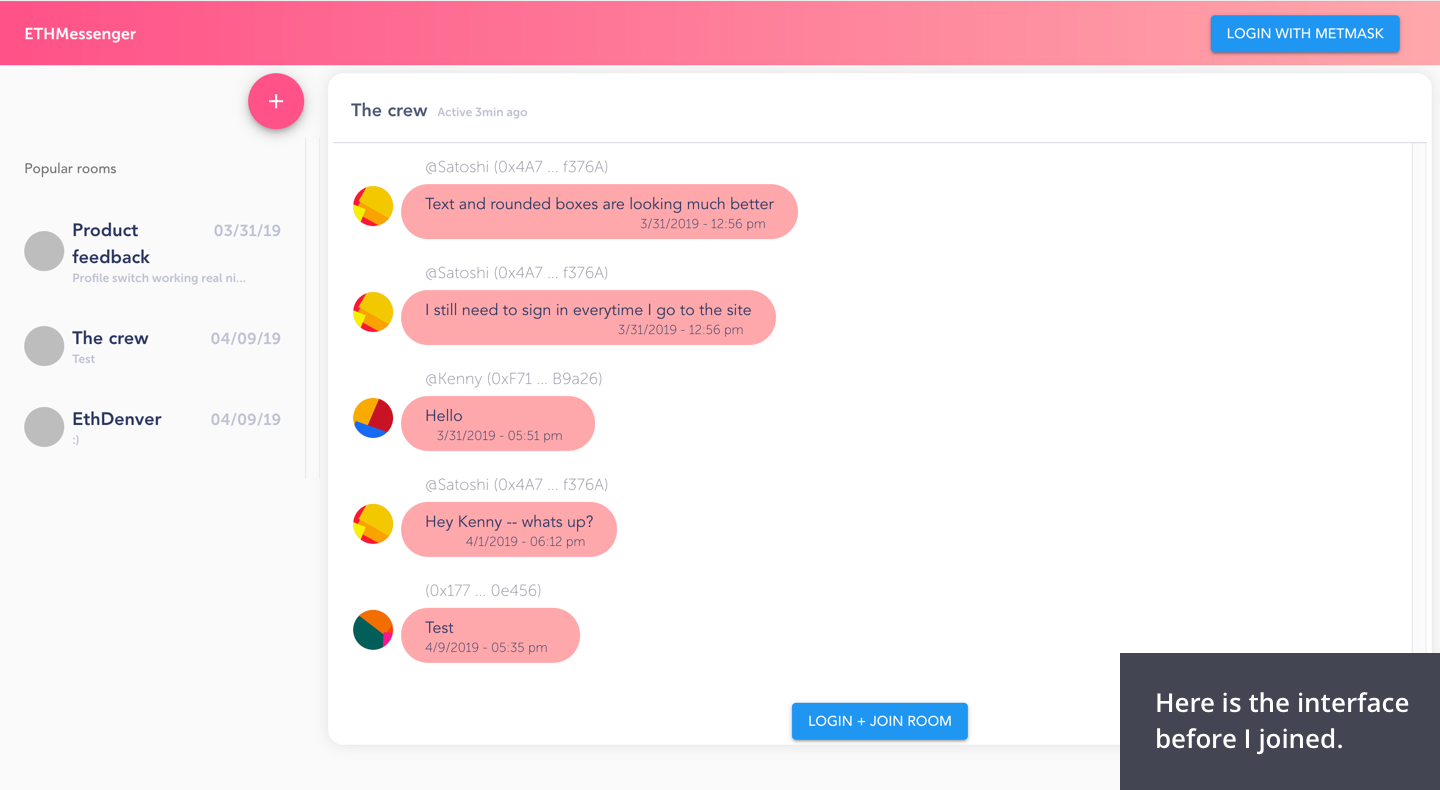 ETHMessenger
LOGIN WITH METMASK
+
Popular rooms
Product 03/31/19
feedback
Profile switch working real ni...
The crew 04/09/19
Test
EthDenver 04/09/19
:)
The crew Active 3min ago
@Satoshi (0x4A7 ... f376A)
Text and rounded boxes are looking much better
3/31/2019 - 12:56 pm
@Satoshi (0x4A7 ... f376A)
I still need to sign in everytime I go to the site
3/31/2019 - 12:56 pm
@Kenny (0xF71 ... B9a26)
Hello
3/31/2019 - 05:51 pm
@Satoshi (0x4A7 ... f376A)
Hey Kenny -- whats up?
4/1/2019 - 06:12 pm
(0x177 ... 0e456)
Test
4/9/2019 - 05:35 pm
LOGIN + JOIN ROOM
Here is the interface
before I joined.